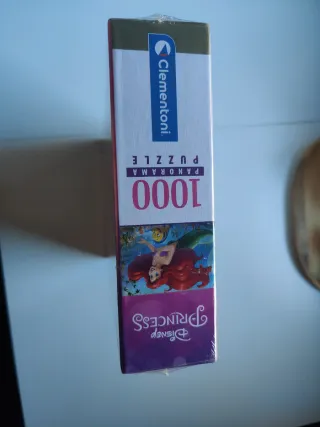 Clementoni
1000
PANORAMA
PUZZLE
DISNEY
PRINCESS